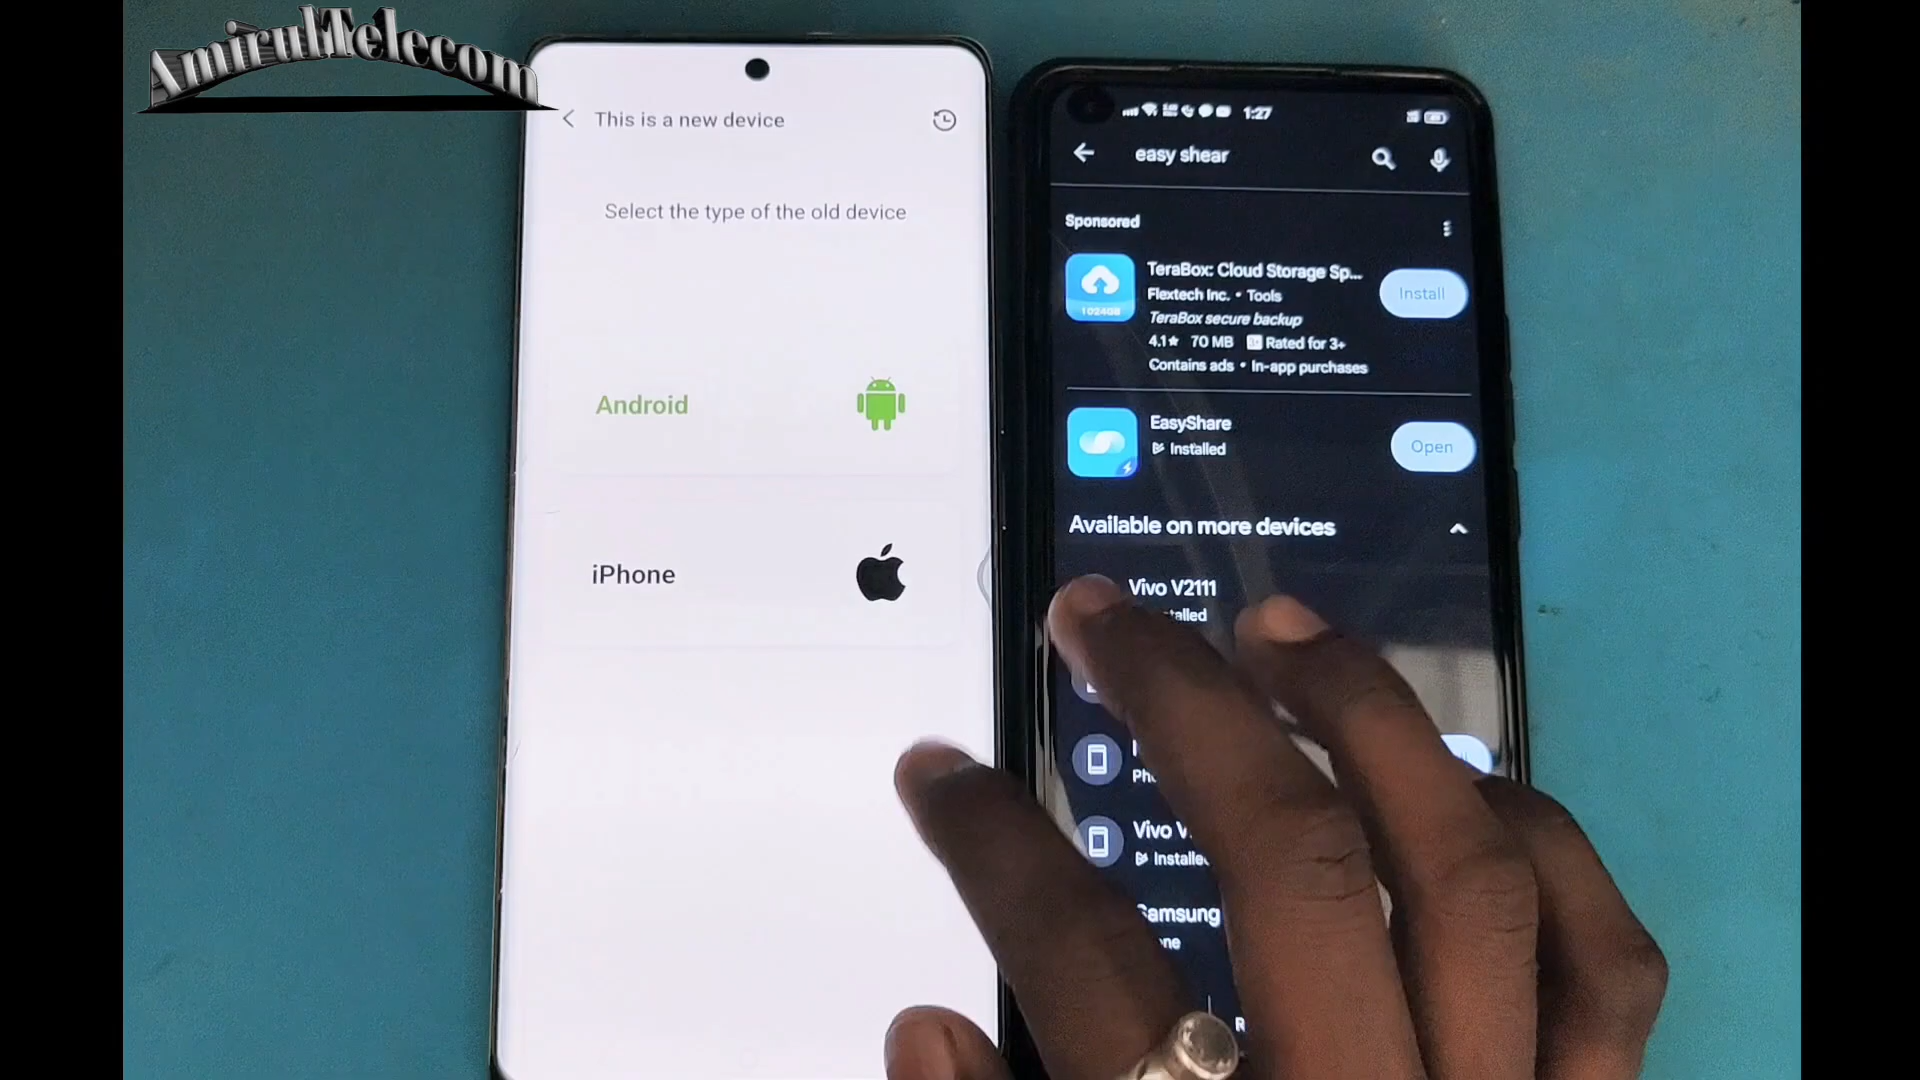 AmirulTelecom
This is a new device
Select the type of the old device
Android
iPhone
1:27
easy shear
Sponsored
TeraBox: Cloud Storage Sp...
Flextech Inc. • Tools
TeraBox secure backup
4.1★ 70 MB Rated for 3+
Contains ads • In-app purchases
Install
1024GB
EasyShare
Installed
Open
Available on more devices
Vivo V2111
Vivo
Samsung